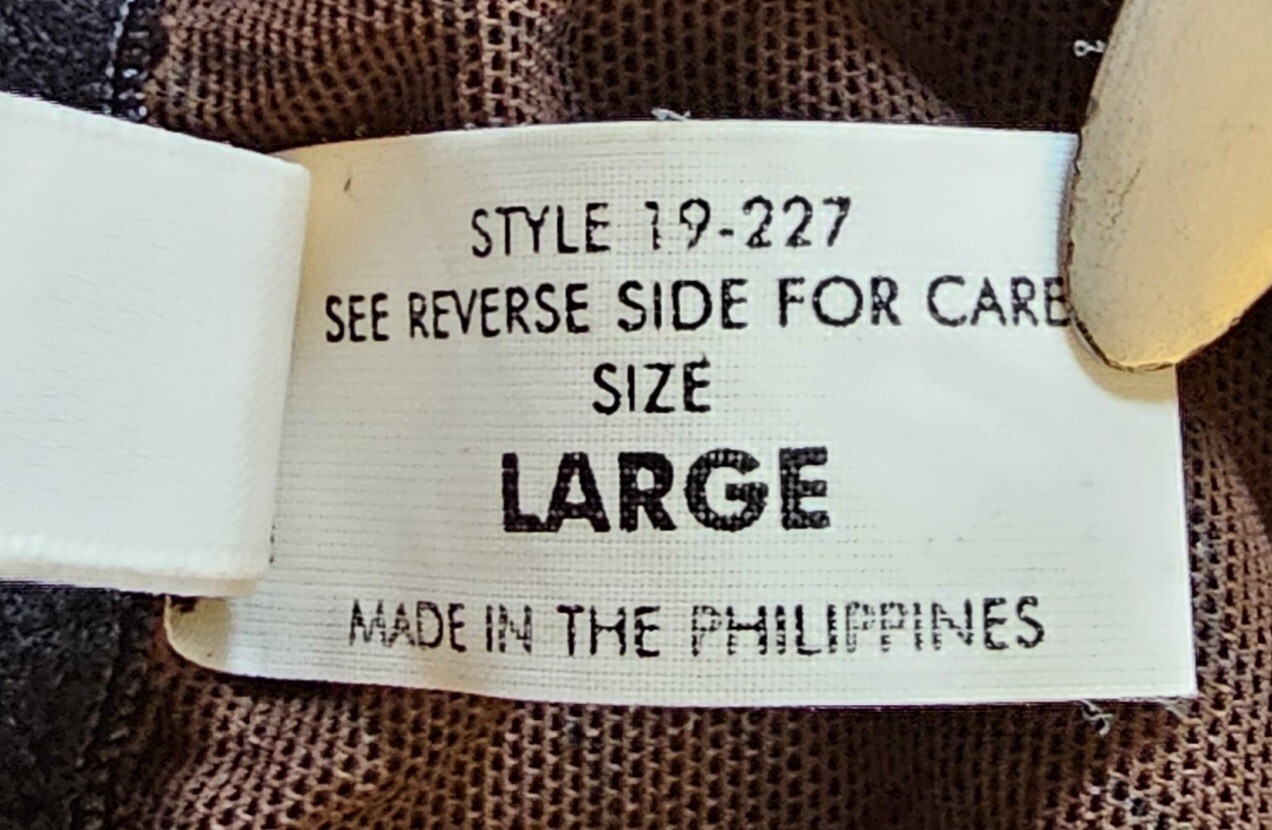 STYLE 19-227
SEE REVERSE SIDE FOR CARE
SIZE
LARGE
MADE IN THE PHILIPPINES